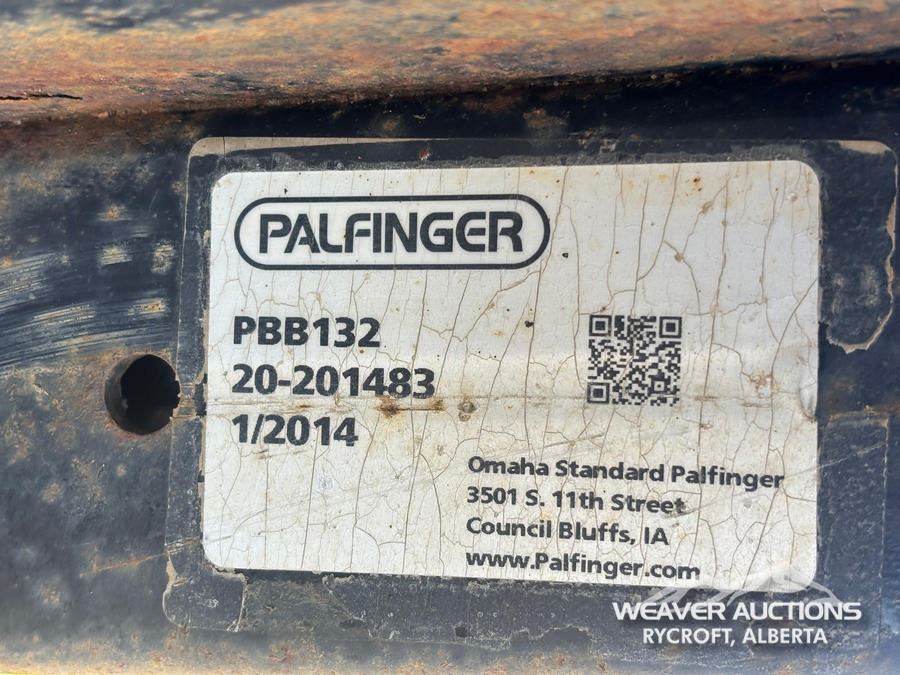 PALFINGER
PBB132
20-201483
1/2014
Omaha Standard Palfinger
3501 S. 11th Street
Council Bluffs, IA
www.Palfinger.com
WEAVER AUCTIONS
RYCROFT, ALBERTA